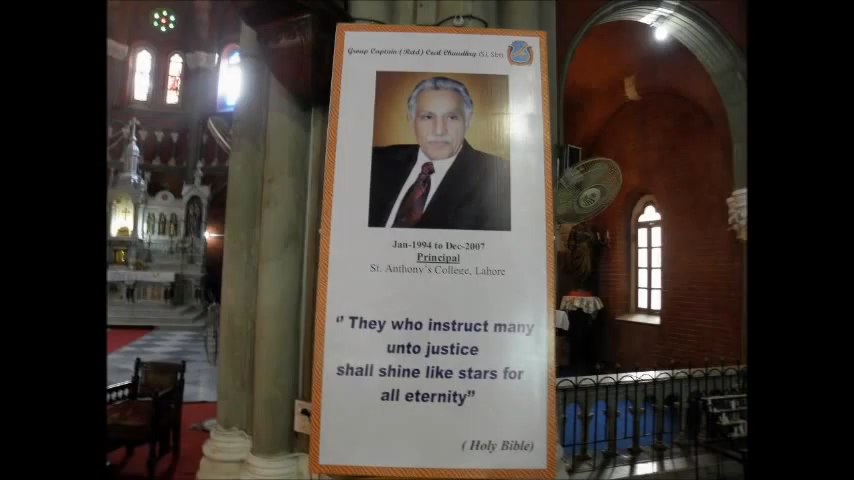 Group Captain (Retd) Cecil Chaudhry (S.J, Sbt)
Jan-1994 to Dec-2007
Principal
St. Anthony`s College, Lahore
“ They who instruct many
unto justice
shall shine like stars for
all eternity”
( Holy Bible)